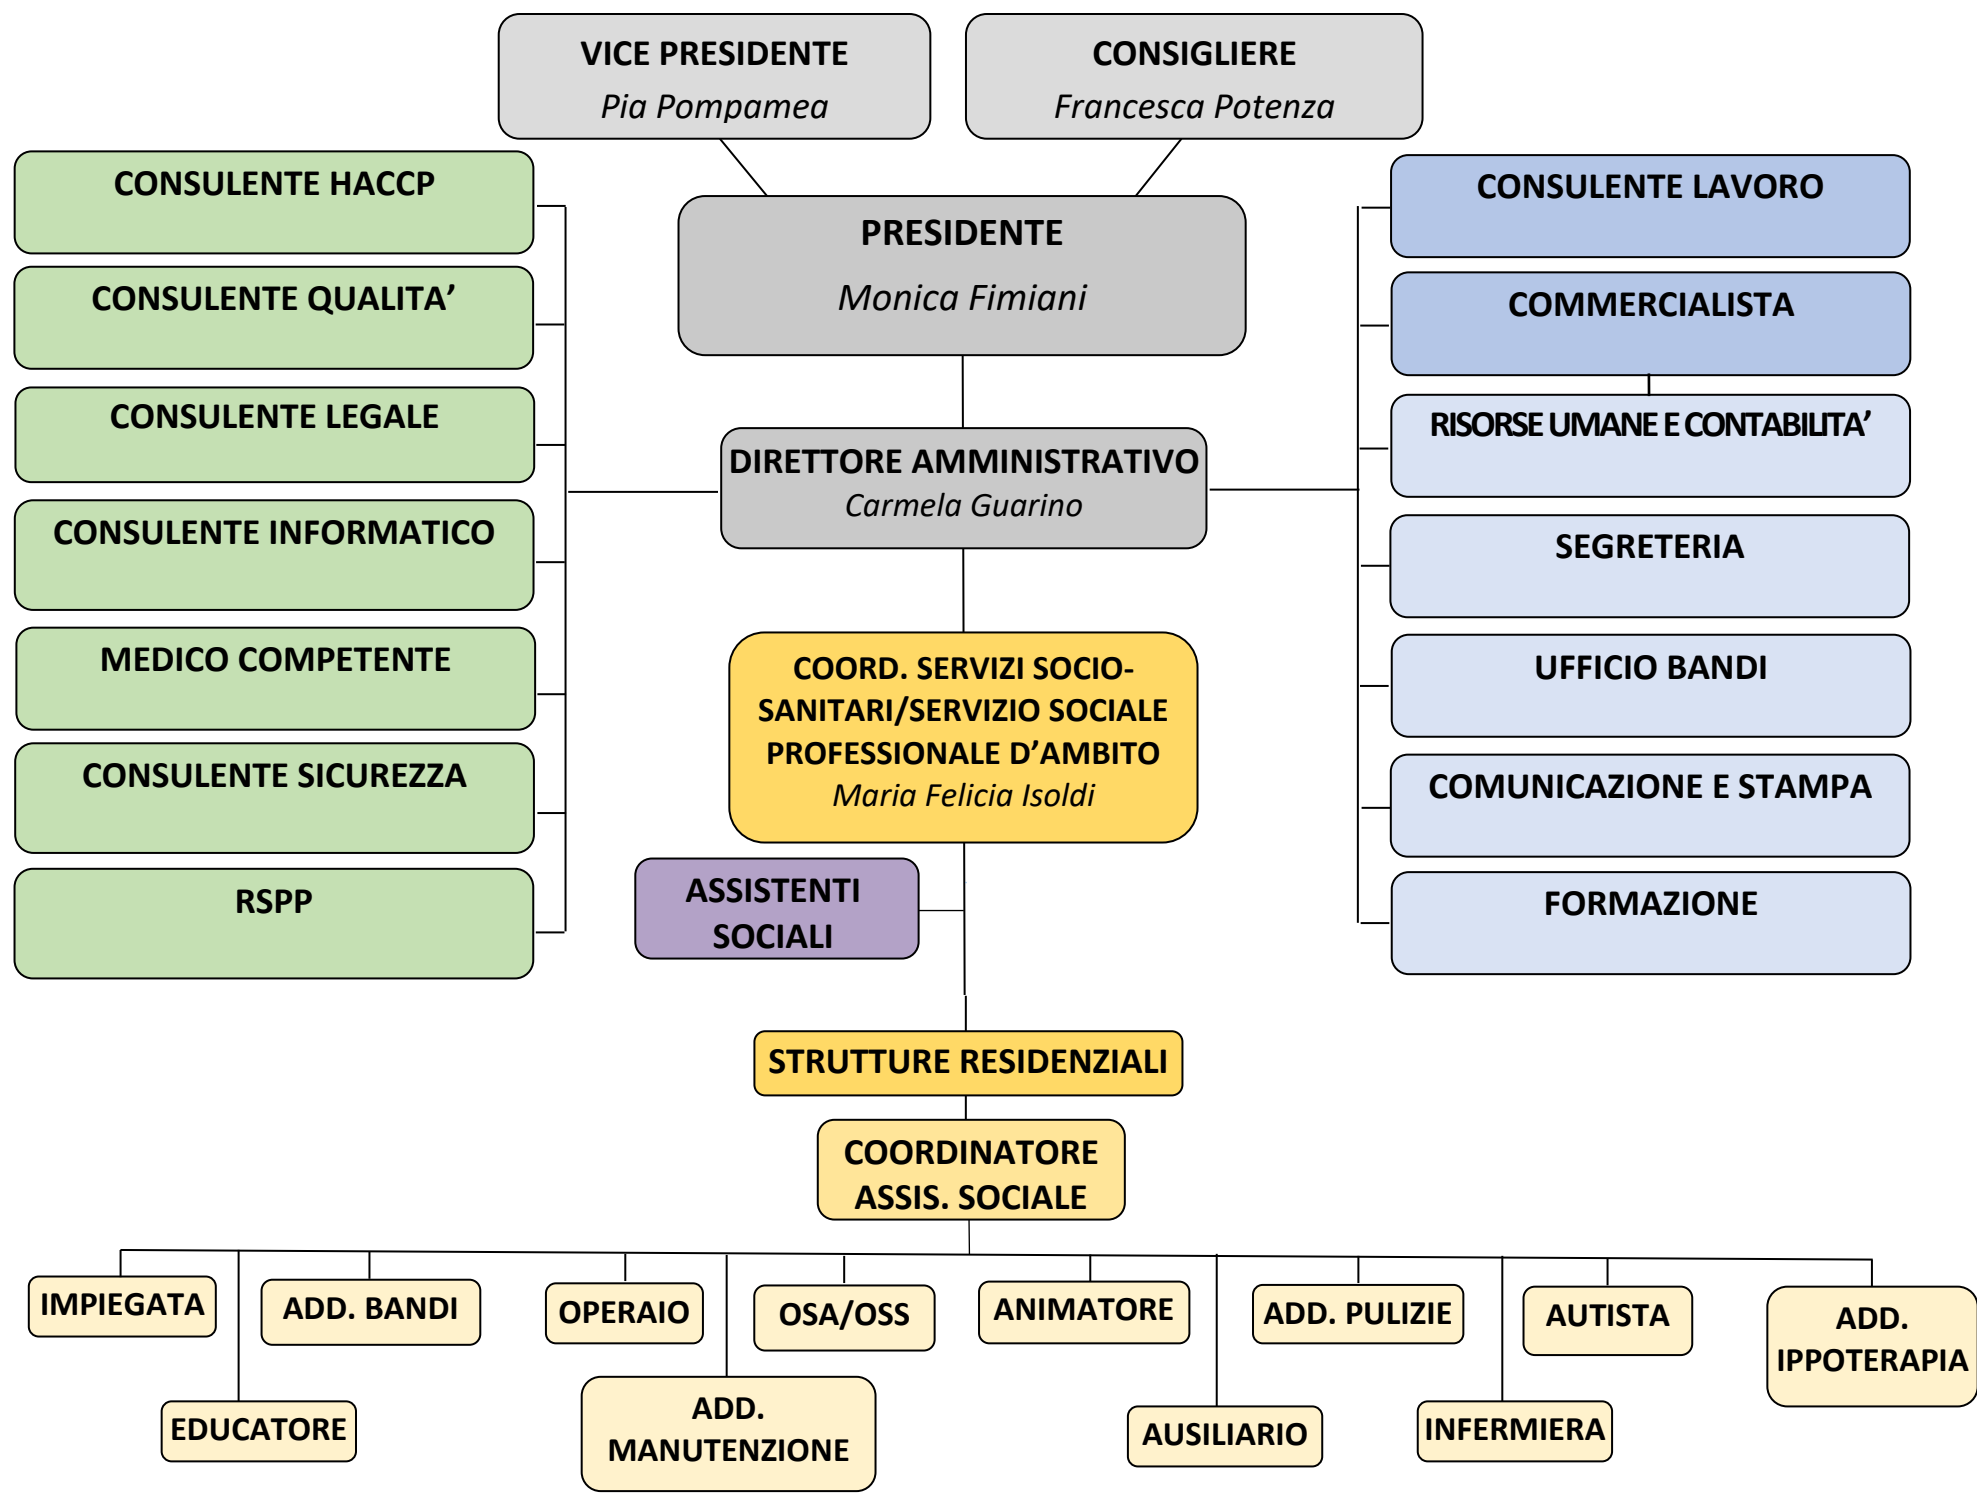 VICE PRESIDENTE
Pia Pompamea
CONSIGLIERE
Francesca Potenza
PRESIDENTE
Monica Fimiani
DIRETTORE AMMINISTRATIVO
Carmela Guarino
CONSULENTE HACCP
CONSULENTE QUALITA’
CONSULENTE LEGALE
CONSULENTE INFORMATICO
MEDICO COMPETENTE
CONSULENTE SICUREZZA
RSPP
CONSULENTE LAVORO
COMMERCIALISTA
RISORSE UMANE E CONTABILITA’
SEGRETERIA
UFFICIO BANDI
COMUNICAZIONE E STAMPA
FORMAZIONE
COORD. SERVIZI SOCIO-
SANITARI/SERVIZIO SOCIALE
PROFESSIONALE D’AMBITO
Maria Felicia Isoldi
ASSISTENTI
SOCIALI
STRUTTURE RESIDENZIALI
COORDINATORE
ASSIS. SOCIALE
IMPIEGATA
EDUCATORE
ADD. BANDI
OPERAIO
ADD.
MANUTENZIONE
OSA/OSS
ANIMATORE
AUSILIARIO
ADD. PULIZIE
INFERMIERA
AUTISTA
ADD.
IPPOTERAPIA